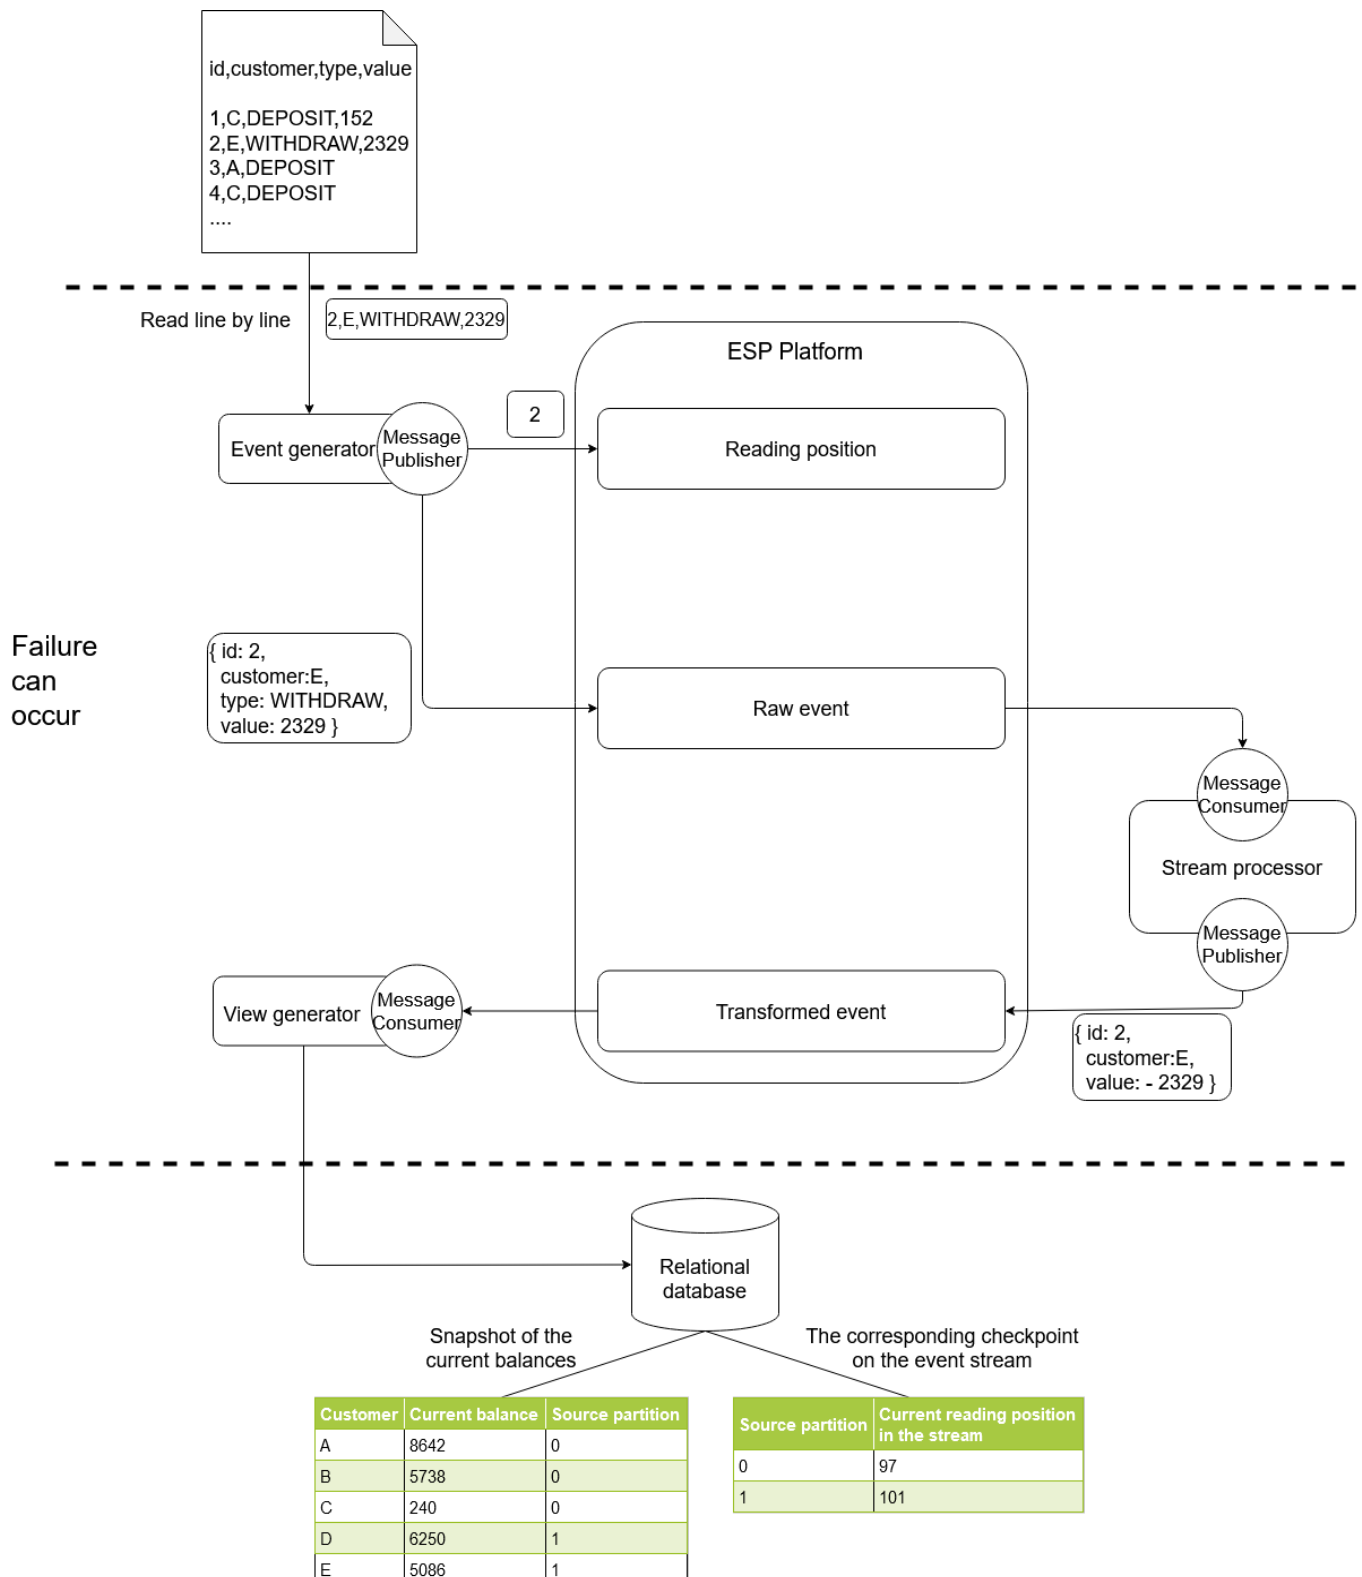 id,customer,type,value
1,C,DEPOSIT,152
2,E,WITHDRAW,2329
3,A,DEPOSIT
4,C,DEPOSIT
....
Read line by line
2,E,WITHDRAW,2329
ESP Platform
2
Event generator
Message
Publisher
Reading position
Failure
can
occur
{ id: 2,
customer:E,
type: WITHDRAW,
value: 2329 }
Raw event
Message
Consumer
Stream processor
Message
Publisher
View generator
Message
Consumer
Transformed event
{ id: 2,
customer:E,
value: - 2329 }
Relational
database
Snapshot of the
current balances
The corresponding checkpoint
on the event stream
Customer Current balance Source partition
A 8642 0
B 5738 0
C 240 0
D 6250 1
E 5086 1
Source partition Current reading position
in the stream
0 97
1 101